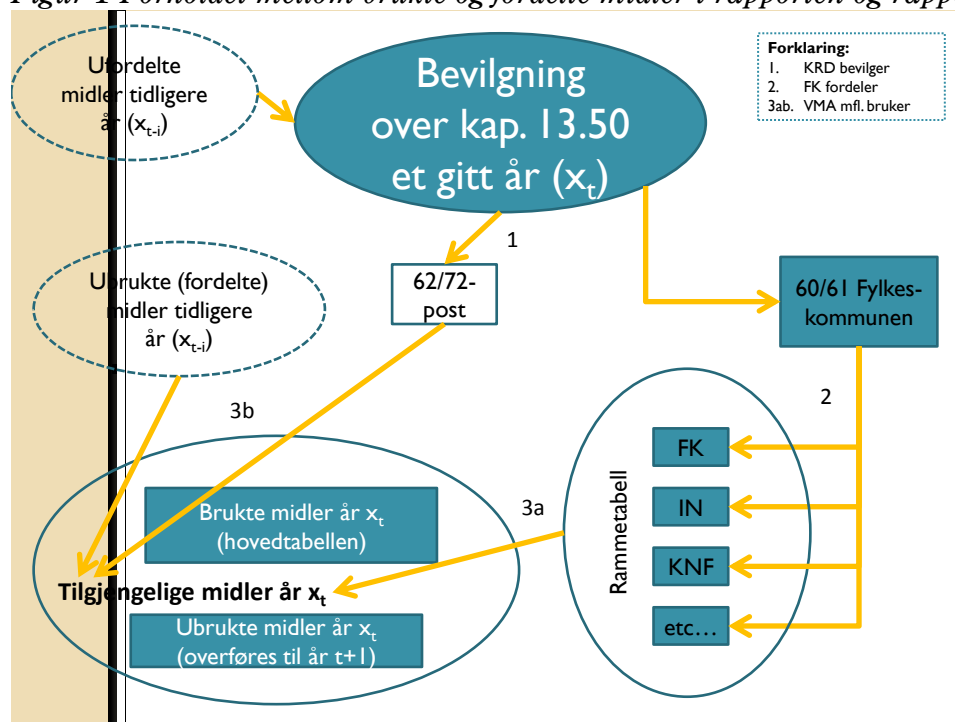 Figur 1 Forholdet mellom brukte og fordelte midler i rapporten og rapp
Ufordelte
midler tidligere
år (xt-i)
Bevilgning
over kap. 13.50
et gitt år (xt)
Forklaring:
1. KRD bevilger
2. FK fordeler
3ab. VMA mfl. bruker
1
Ubrukte (fordelte)
midler tidligere
år (xt-i)
62/72-
post
60/61 Fylkes-
kommunen
2
3b
FK
IN
KNF
etc…
Rammetabell
3a
Brukte midler år xt
(hovedtabellen)
Tilgjengelige midler år xt
Ubrukte midler år xt
(overføres til år t+1)